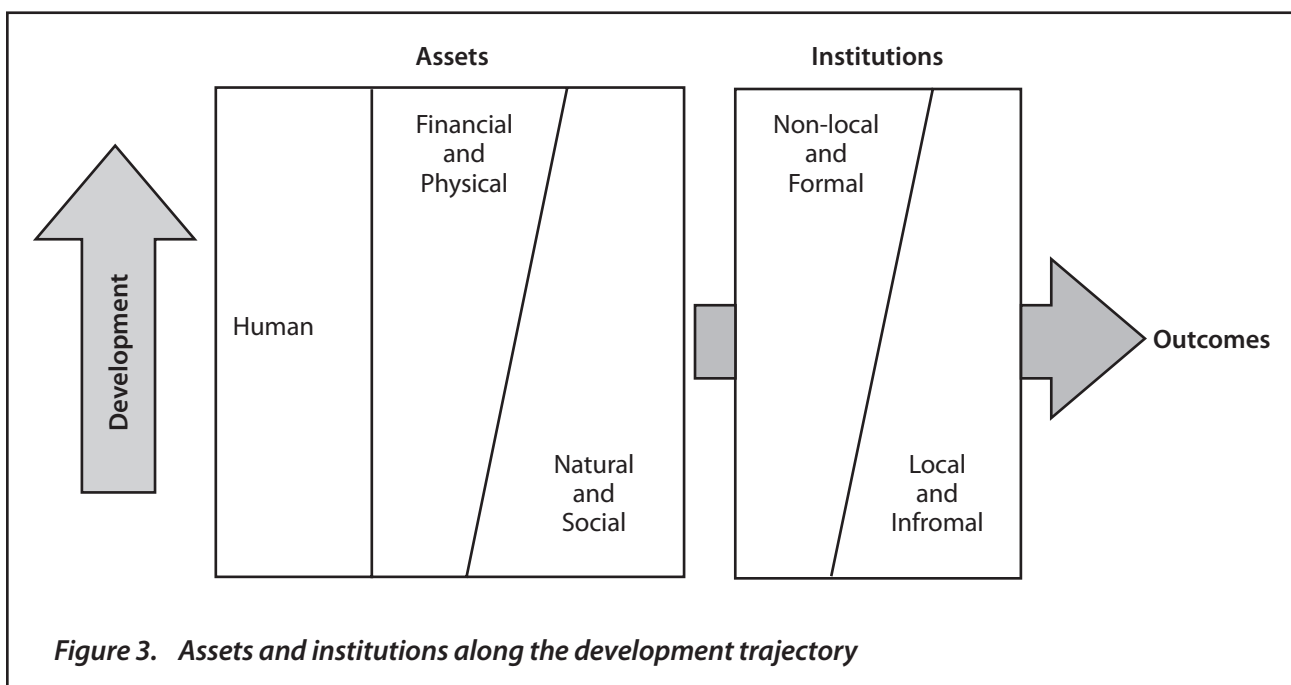 Assets
Institutions
Development
Human
Financial
and
Physical
Natural
and
Social
Non-local
and
Formal
Local
and
Infromal
Outcomes
Figure 3. Assets and institutions along the development trajectory